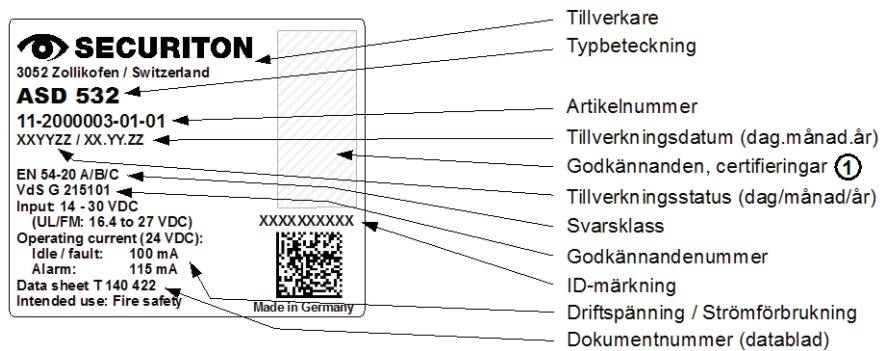 SECURITON
3052 Zollikofen / Switzerland
ASD 532
11-2000003-01-01
XXYYZZ / XX.YY.ZZ
EN 54-20 A/B/C
VdS G 215101
Input: 14 - 30 VDC
(UL/FM: 16.4 to 27 VDC)
Operating current (24 VDC):
Idle / fault: 100 mA
Alarm: 115 mA
Data sheet T 140 422
Intended use: Fire safety
XXXXXXXXXX
Made in Germany
Tillverkare
Typbeteckning
Artikelnummer
Tillverkningsdatum (dag.månad.år)
Godkännanden, certifieringar 1
Tillverkningsstatus (dag/månad/år)
Svarsklass
Godkännandenummer
ID-märkning
Driftspänning / Strömförbrukning
Dokumentnummer (datablad)